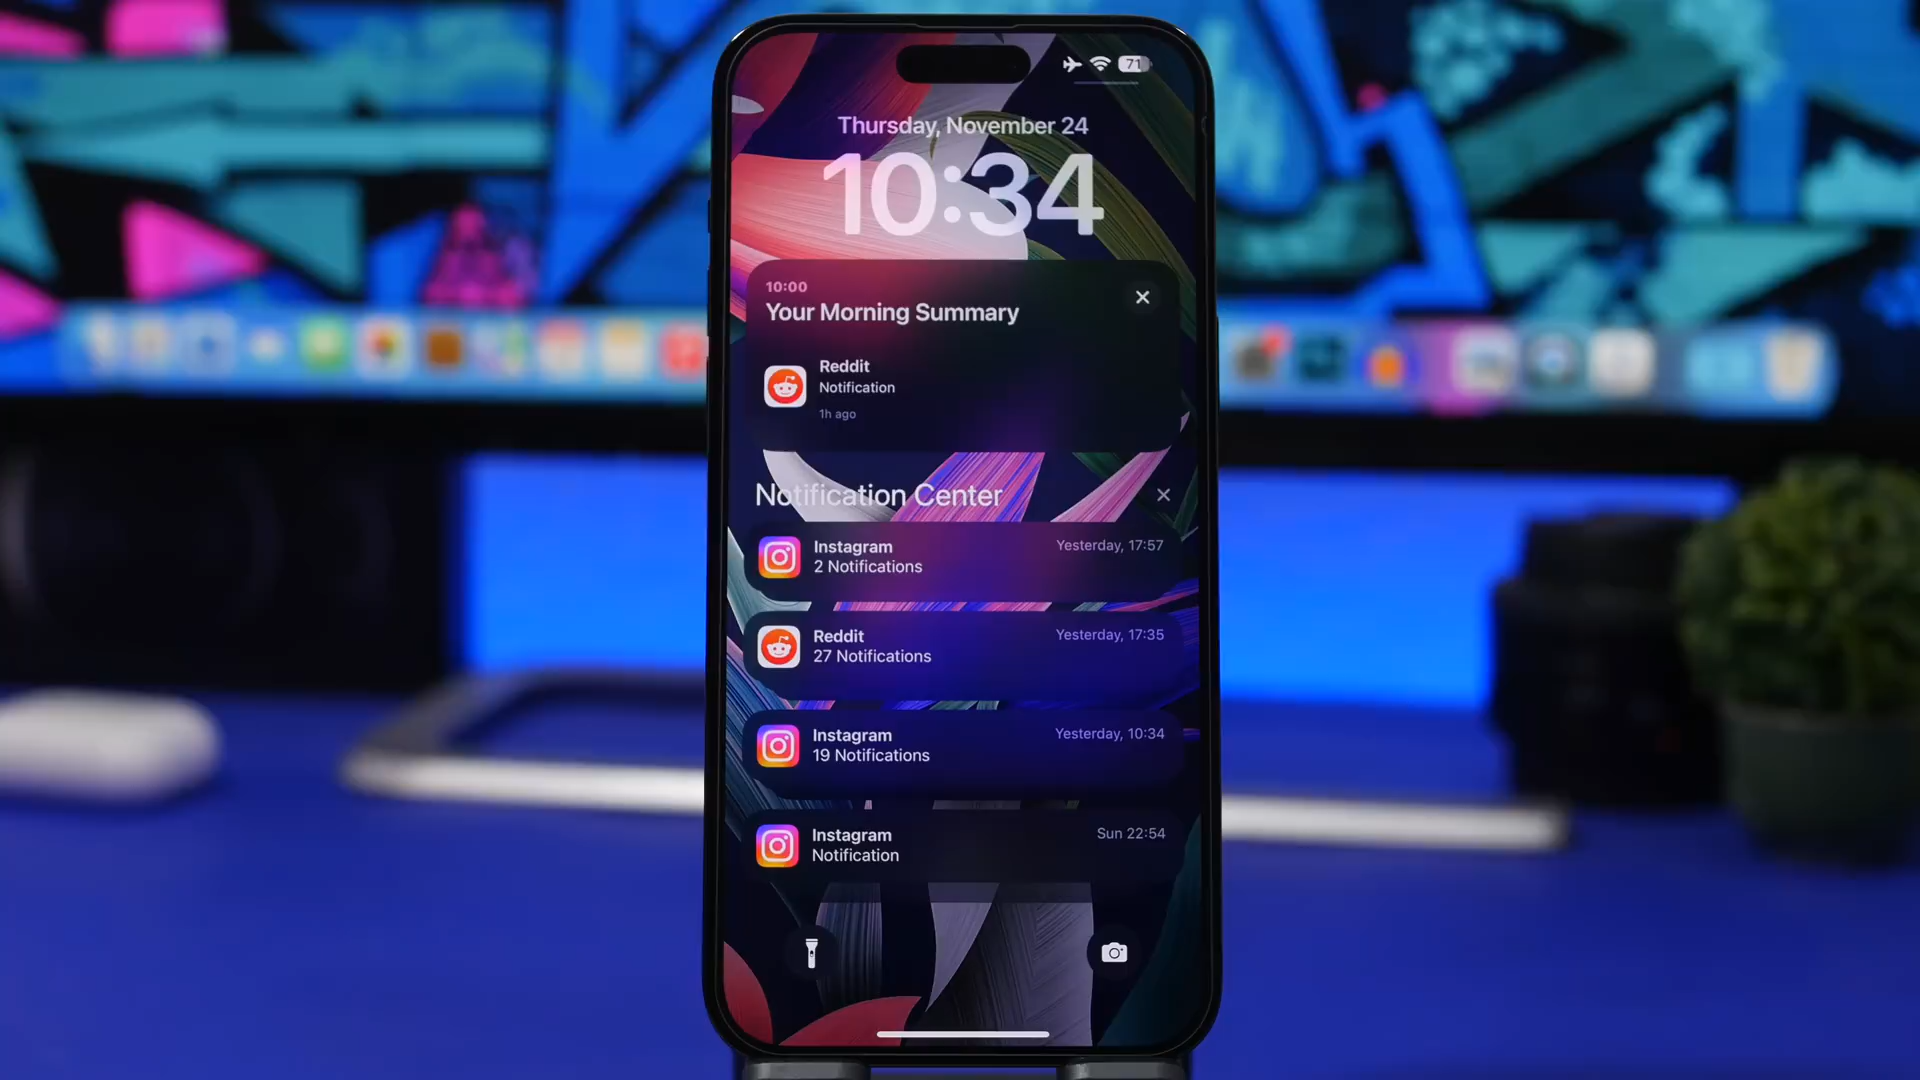 71
Thursday, November 24
10:34
10:00
Your Morning Summary
Reddit
Notification
1h ago
Notification Center
Instagram
Yesterday, 17:57
2 Notifications
Reddit
Yesterday, 17:35
27 Notifications
Instagram
Yesterday, 10:34
19 Notifications
Instagram
Sun 22:54
Notification